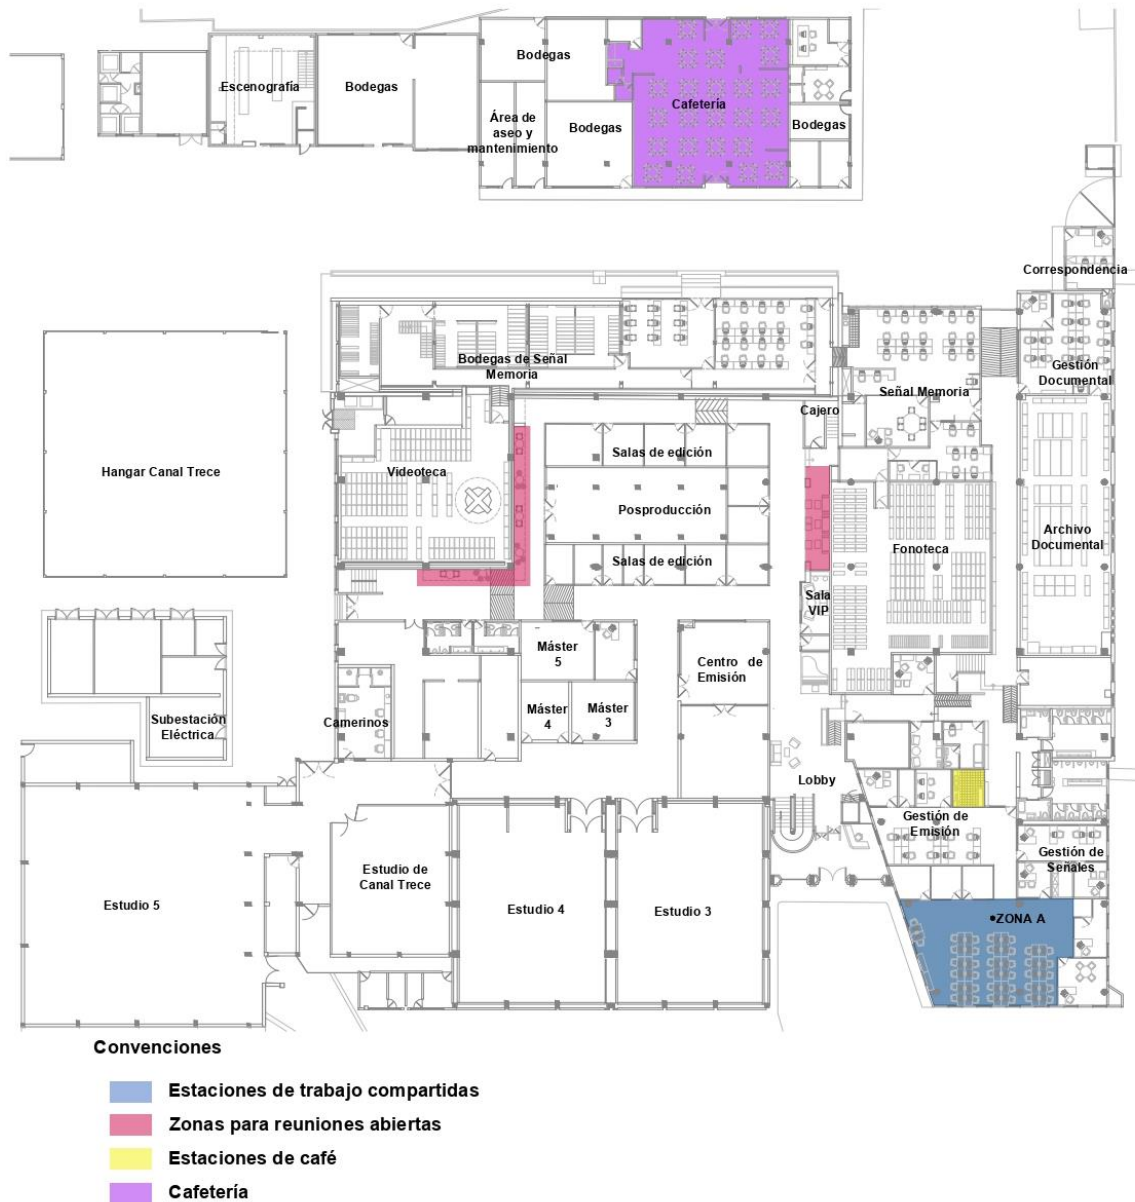 Bodegas
Escenografía
Bodegas
Cafetería
Área de
aseo y
mantenimiento
Bodegas
Bodegas
Correspondencia
Bodegas de Señal
Memoria
Gestión
Documental
Señal Memoria
Cajero
Hangar Canal Trece
Videoteca
Salas de edición
Posproducción
Salas de edición
Fonoteca
Archivo
Documental
Sala
VIP
Máster
5
Centro de
Emisión
Máster
4
Máster
3
Subestación
Eléctrica
Camerinos
Lobby
Gestión de
Emisión
Gestión de
Señales
Estudio de
Canal Trece
Estudio 5
Estudio 4
Estudio 3
ZONA A
Convenciones
Estaciones de trabajo compartidas
Zonas para reuniones abiertas
Estaciones de café
Cafetería